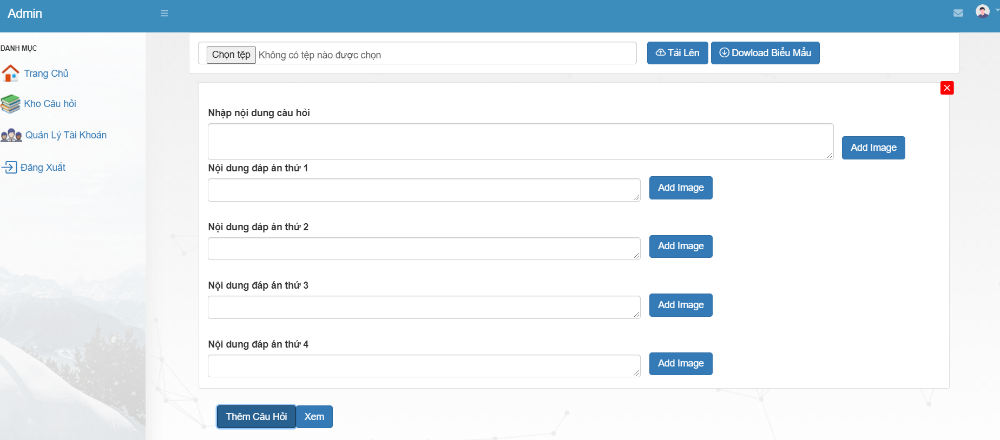 Admin
DANH MỤC
Trang Chủ
Kho Câu hỏi
Quản Lý Tài Khoản
Đăng Xuất
Chọn tệp Không có tệp nào được chọn
Tải Lên
Dowload Biểu Mẩu
Nhập nội dung câu hỏi
Add Image
Nội dung đáp án thứ 1
Add Image
Nội dung đáp án thứ 2
Add Image
Nội dung đáp án thứ 3
Add Image
Nội dung đáp án thứ 4
Add Image
Thêm Câu Hỏi
Xem